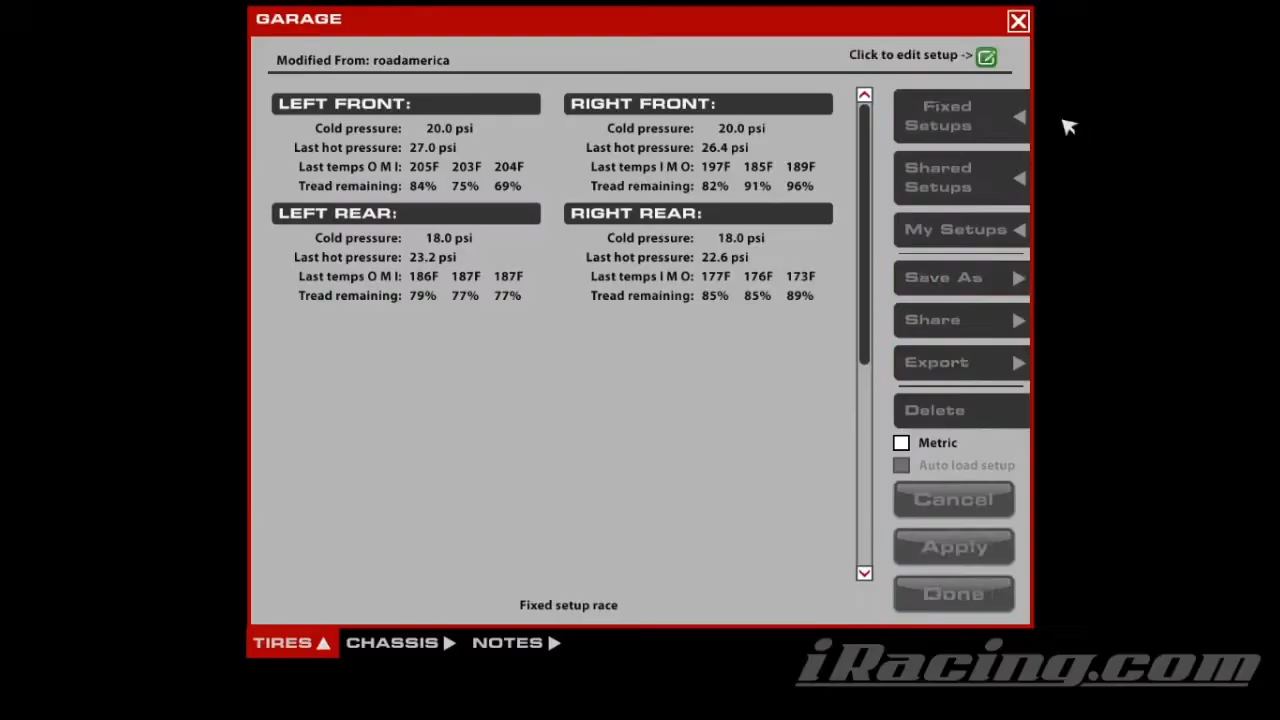 GARAGE
Modified From: roadamerica
Click to edit setup ->
LEFT FRONT:
Cold pressure: 20.0 psi
Last hot pressure: 27.0 psi
Last temps O M I: 205F 203F 204F
Tread remaining: 84% 75% 69%
RIGHT FRONT:
Cold pressure: 20.0 psi
Last hot pressure: 26.4 psi
Last temps I M O: 197F 185F 189F
Tread remaining: 82% 91% 96%
LEFT REAR:
Cold pressure: 18.0 psi
Last hot pressure: 23.2 psi
Last temps O M I: 186F 187F 187F
Tread remaining: 79% 77% 77%
RIGHT REAR:
Cold pressure: 18.0 psi
Last hot pressure: 22.6 psi
Last temps I M O: 177F 176F 173F
Tread remaining: 85% 85% 89%
Fixed setup race
Fixed
Setups
Shared
Setups
My Setups
Save As
Share
Export
Delete
Metric
Auto load setup
Cancel
Apply
Done
TIRES CHASSIS NOTES
iRacing.com